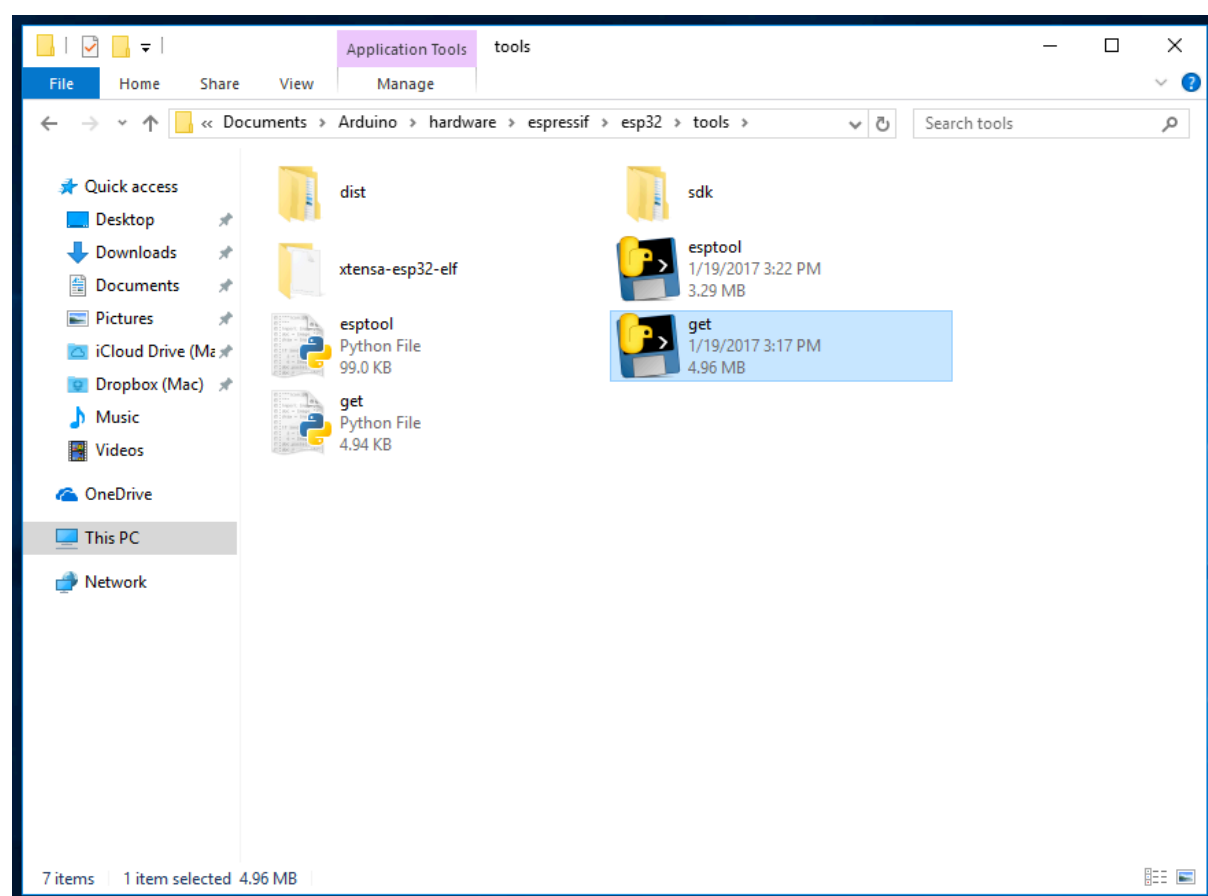 Application Tools
tools
File
Home
Share
View
Manage
« Documents › Arduino › hardware › espressif › esp32 › tools ›
Search tools
Quick access
Desktop
Downloads
Documents
Pictures
iCloud Drive (Ma
Dropbox (Mac)
Music
Videos
OneDrive
This PC
Network
dist
sdk
xtensa-esp32-elf
esptool
1/19/2017 3:22 PM
3.29 MB
esptool
Python File
99.0 KB
get
1/19/2017 3:17 PM
4.96 MB
get
Python File
4.94 KB
7 items
1 item selected 4.96 MB